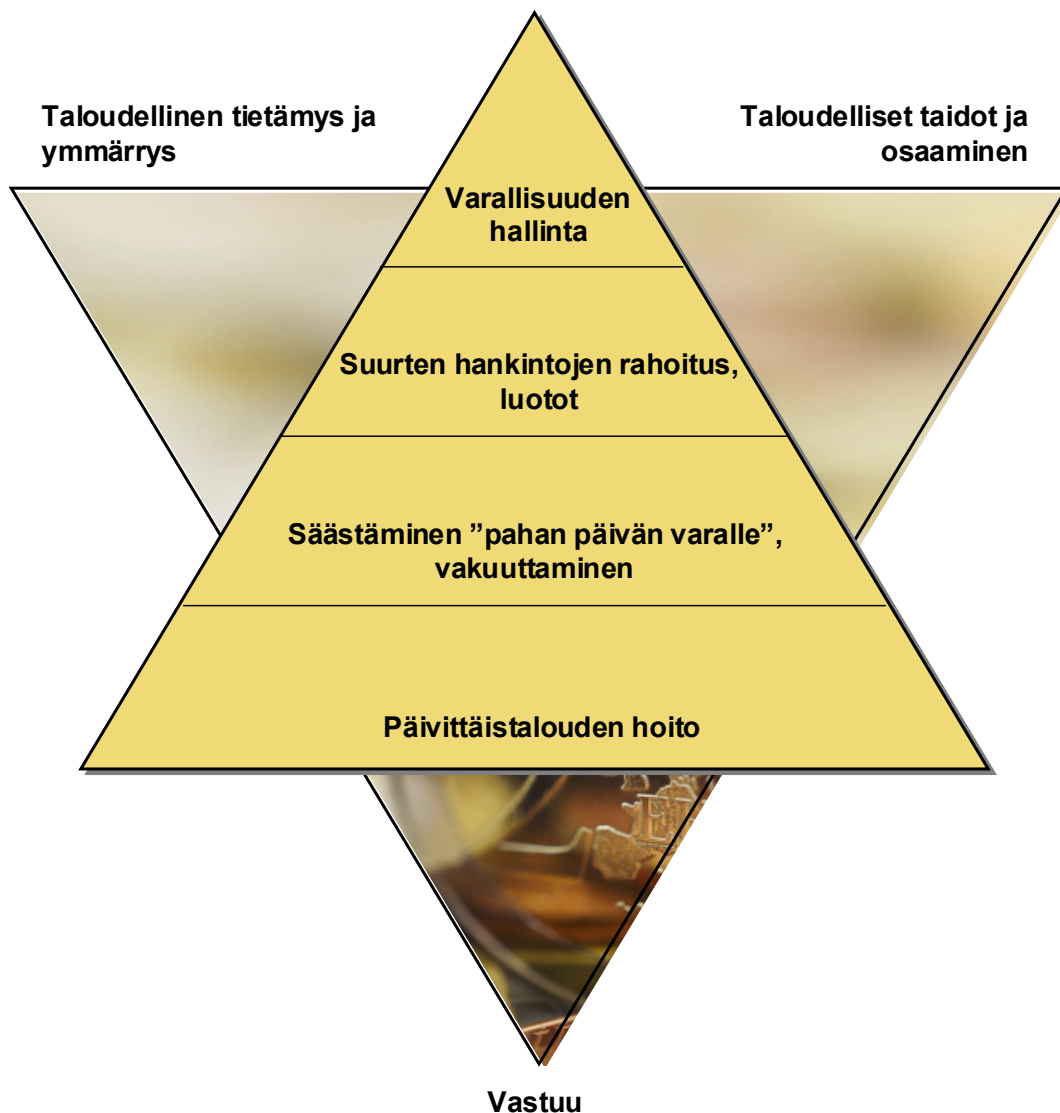 Taloudellinen tietämys ja
ymmärrys
Taloudelliset taidot ja
osaaminen
Varallisuuden
hallinta
Suurten hankintojen rahoitus,
luotot
Säästäminen ”pahan päivän varalle”,
vakuuttaminen
Päivittäistalouden hoito
Vastuu